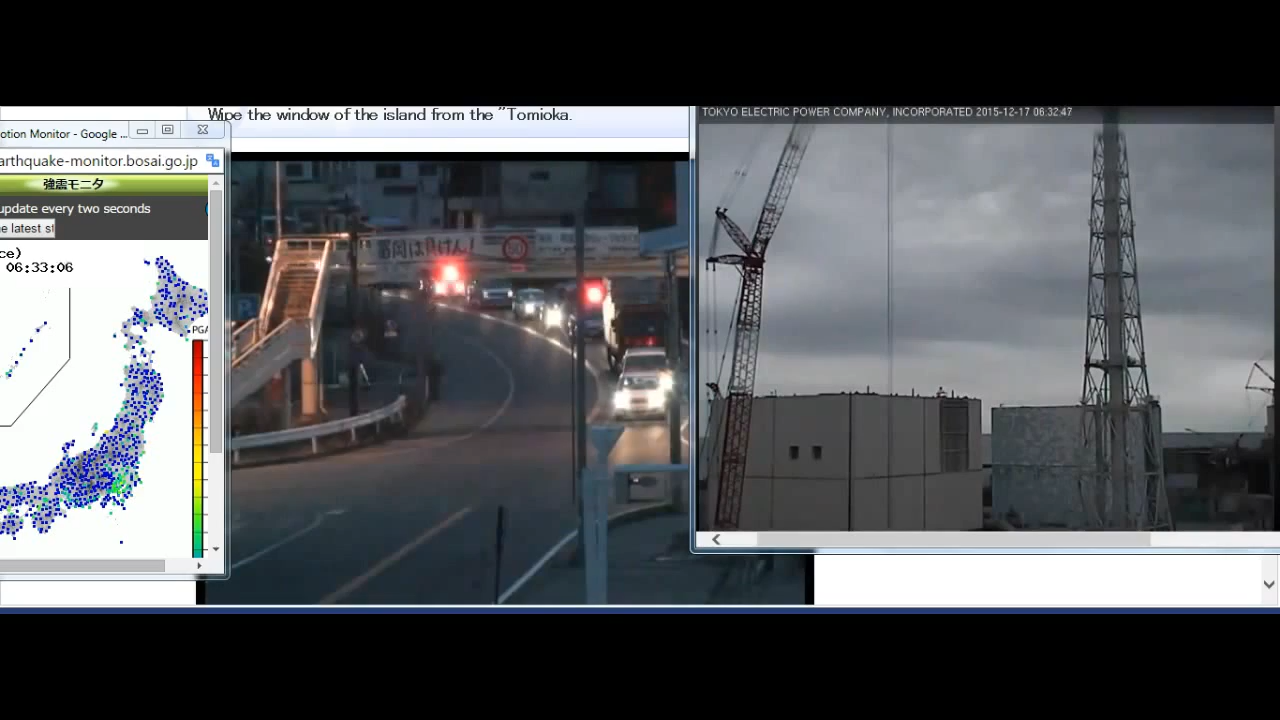 Wipe the window of the island from the "Tomioka.
TOKYO ELECTRIC POWER COMPANY, INCORPORATED 2015-12-17 06:32:47
otion Monitor - Google ...
arthquake-monitor.bosai.go.jp
強震モニタ
update every two seconds
e latest st
ce)
06:33:06
PGA